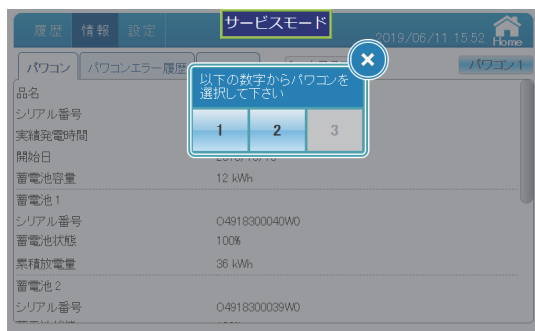 サービスモード
履歴 情報 設定
2019/06/11 15:52 Home
パワコン パワコンエラー履歴
パワコン1
以下の数字からパワコンを
選択して下さい
1 2 3
品名
シリアル番号
実績発電時間
開始日
蓄電池容量 12 kWh
蓄電池1
シリアル番号 O4918300040W0
蓄電池状態 100%
累積放電量 36 kWh
蓄電池2
シリアル番号 O4918300039W0